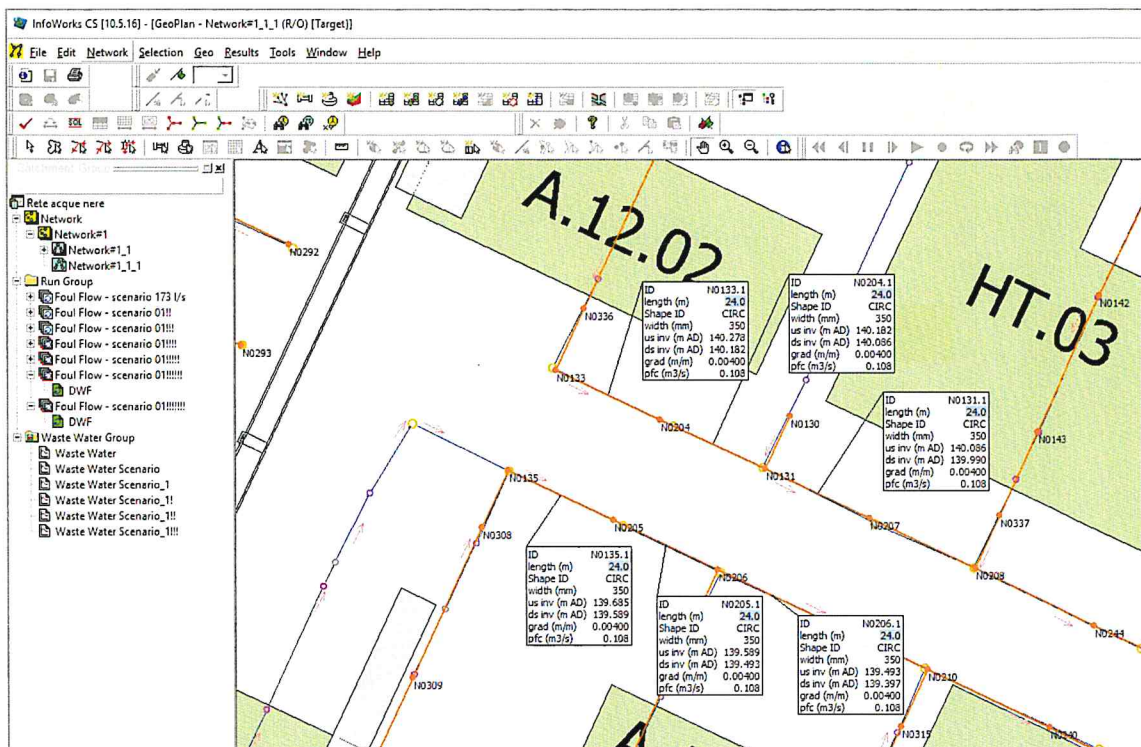 InfoWorks CS [10.5.16] - [GeoPlan - Network#1_1_1 (R/O) [Target]]
File Edit Network Selection Geo Results Tools Window Help
Rete acque nere
Network
Network#1
Network#1_1
Network#1_1_1
Run Group
Foul Flow - scenario 173 l/s
Foul Flow - scenario 01!!
Foul Flow - scenario 01!!!
Foul Flow - scenario 01!!!!
Foul Flow - scenario 01!!!!!
Foul Flow - scenario 01!!!!!!
DWF
Foul Flow - scenario 01!!!!!!!
DWF
Waste Water Group
Waste Water
Waste Water Scenario
Waste Water Scenario_1
Waste Water Scenario_1!
Waste Water Scenario_1!!
Waste Water Scenario_1!!!
A.12.02
HT.03
N0292
N0293
N0336
N0133
N0204
N0130
N0131
N0142
N0143
N0207
N0337
N0208
N0244
N0135
N0308
N0205
N0206
N0309
N0210
N0315
ID N0133.1
length (m) 24.0
Shape ID CIRC
width (mm) 350
us inv (m AD) 140.278
ds inv (m AD) 140.182
grad (m/m) 0.00400
pfc (m3/s) 0.108
ID N0204.1
length (m) 24.0
Shape ID CIRC
width (mm) 350
us inv (m AD) 140.182
ds inv (m AD) 140.086
grad (m/m) 0.00400
pfc (m3/s) 0.108
ID N0131.1
length (m) 24.0
Shape ID CIRC
width (mm) 350
us inv (m AD) 140.086
ds inv (m AD) 139.990
grad (m/m) 0.00400
pfc (m3/s) 0.108
ID N0135.1
length (m) 24.0
Shape ID CIRC
width (mm) 350
us inv (m AD) 139.685
ds inv (m AD) 139.589
grad (m/m) 0.00400
pfc (m3/s) 0.108
ID N0205.1
length (m) 24.0
Shape ID CIRC
width (mm) 350
us inv (m AD) 139.589
ds inv (m AD) 139.493
grad (m/m) 0.00400
pfc (m3/s) 0.108
ID N0206.1
length (m) 24.0
Shape ID CIRC
width (mm) 350
us inv (m AD) 139.493
ds inv (m AD) 139.397
grad (m/m) 0.00400
pfc (m3/s) 0.108